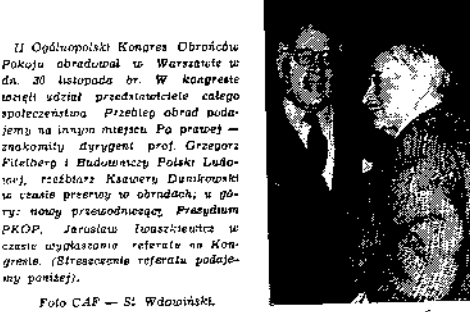 II Ogólnopolski Kongres Obrońców
Pokoju obradował w Warszawie w
dn. 30 listopada br. W kongresie
wzięli udział przedstawiciele całego
społeczeństwa. Przebieg obrad poda-
jemy na innym miejscu. Po prawej —
znakomity dyrygent prof. Grzegorz
Fitelberg i Budowniczy Polski Ludo-
wej, rzeźbiarz Ksawery Dunikowski
w czasie przerwy w obradach; u gó-
ry: nowy przewodniczący Prezydium
PKOP, Jarosław Iwaszkiewicz w
czasie wygłaszania referatu na Kon-
gresie. (Streszczenie referatu podaje-
my poniżej).
Foto CAF — St. Wdowiński.